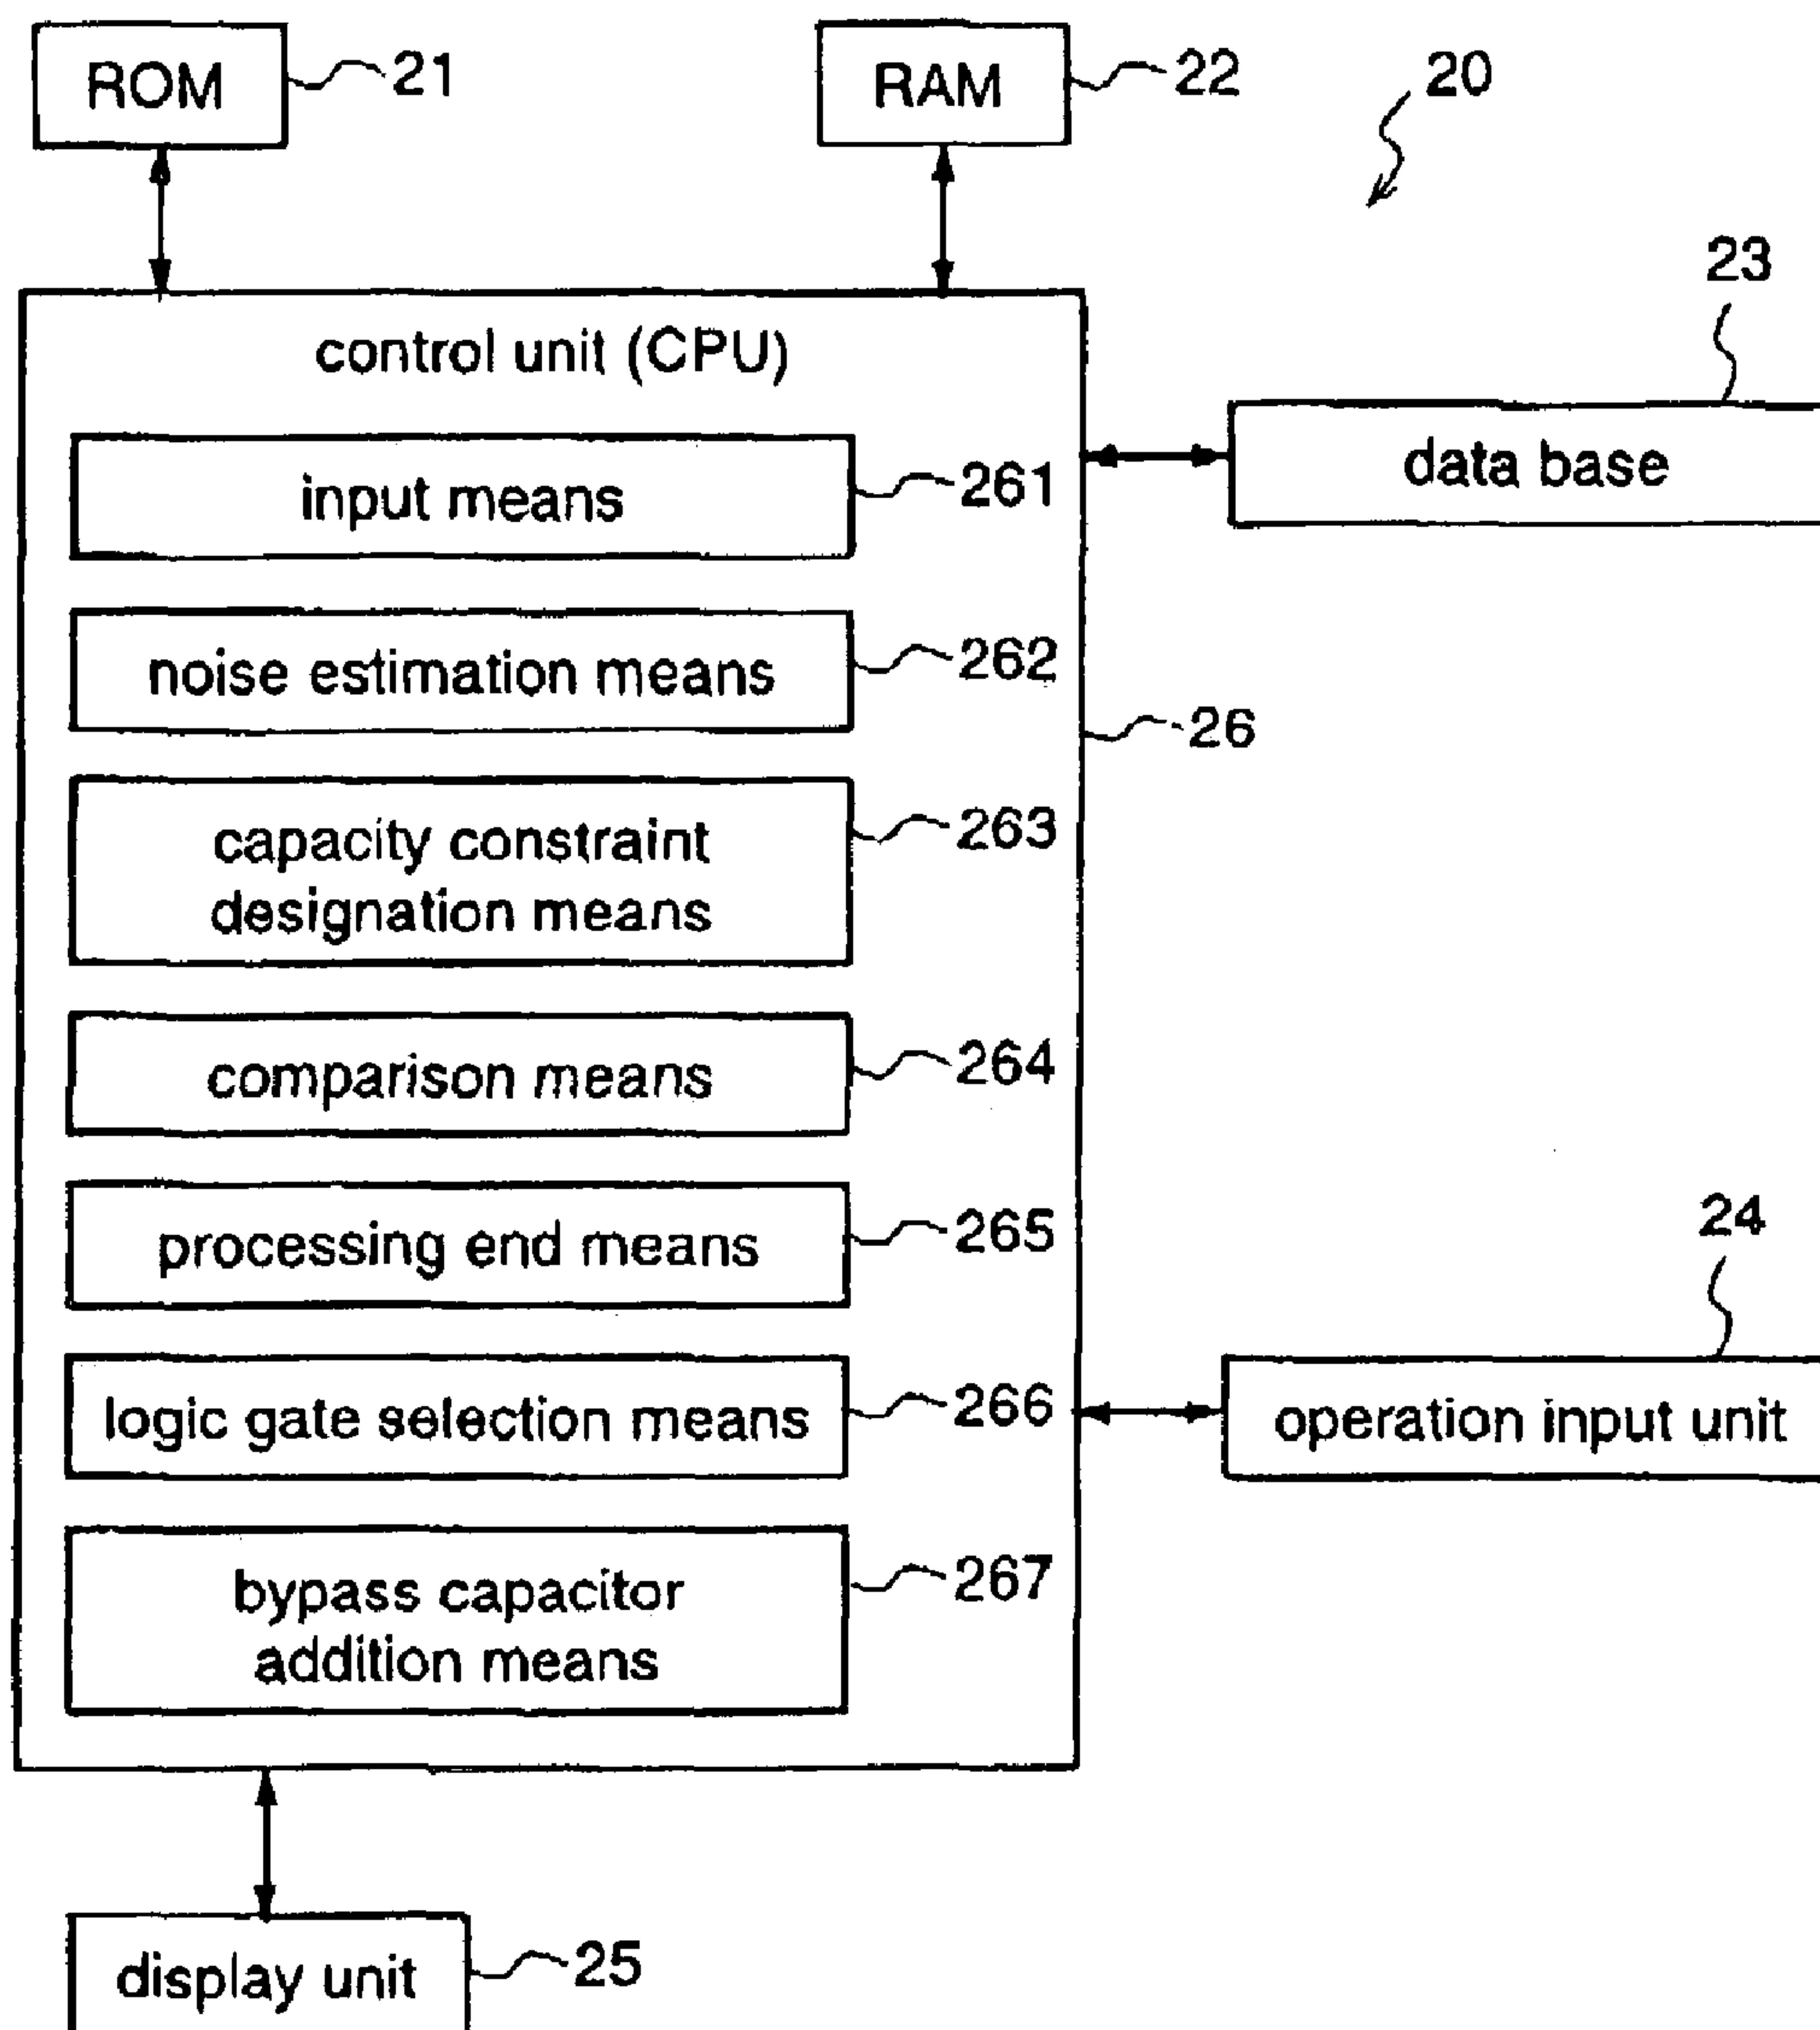 ROM
21
RAM
22
20
23
control unit (CPU)
data base
input means
261
noise estimation means
262
26
capacity constraint
designation means
263
comparison means
264
processing end means
265
24
logic gate selection means
266
operation input unit
bypass capacitor
addition means
267
display unit
25